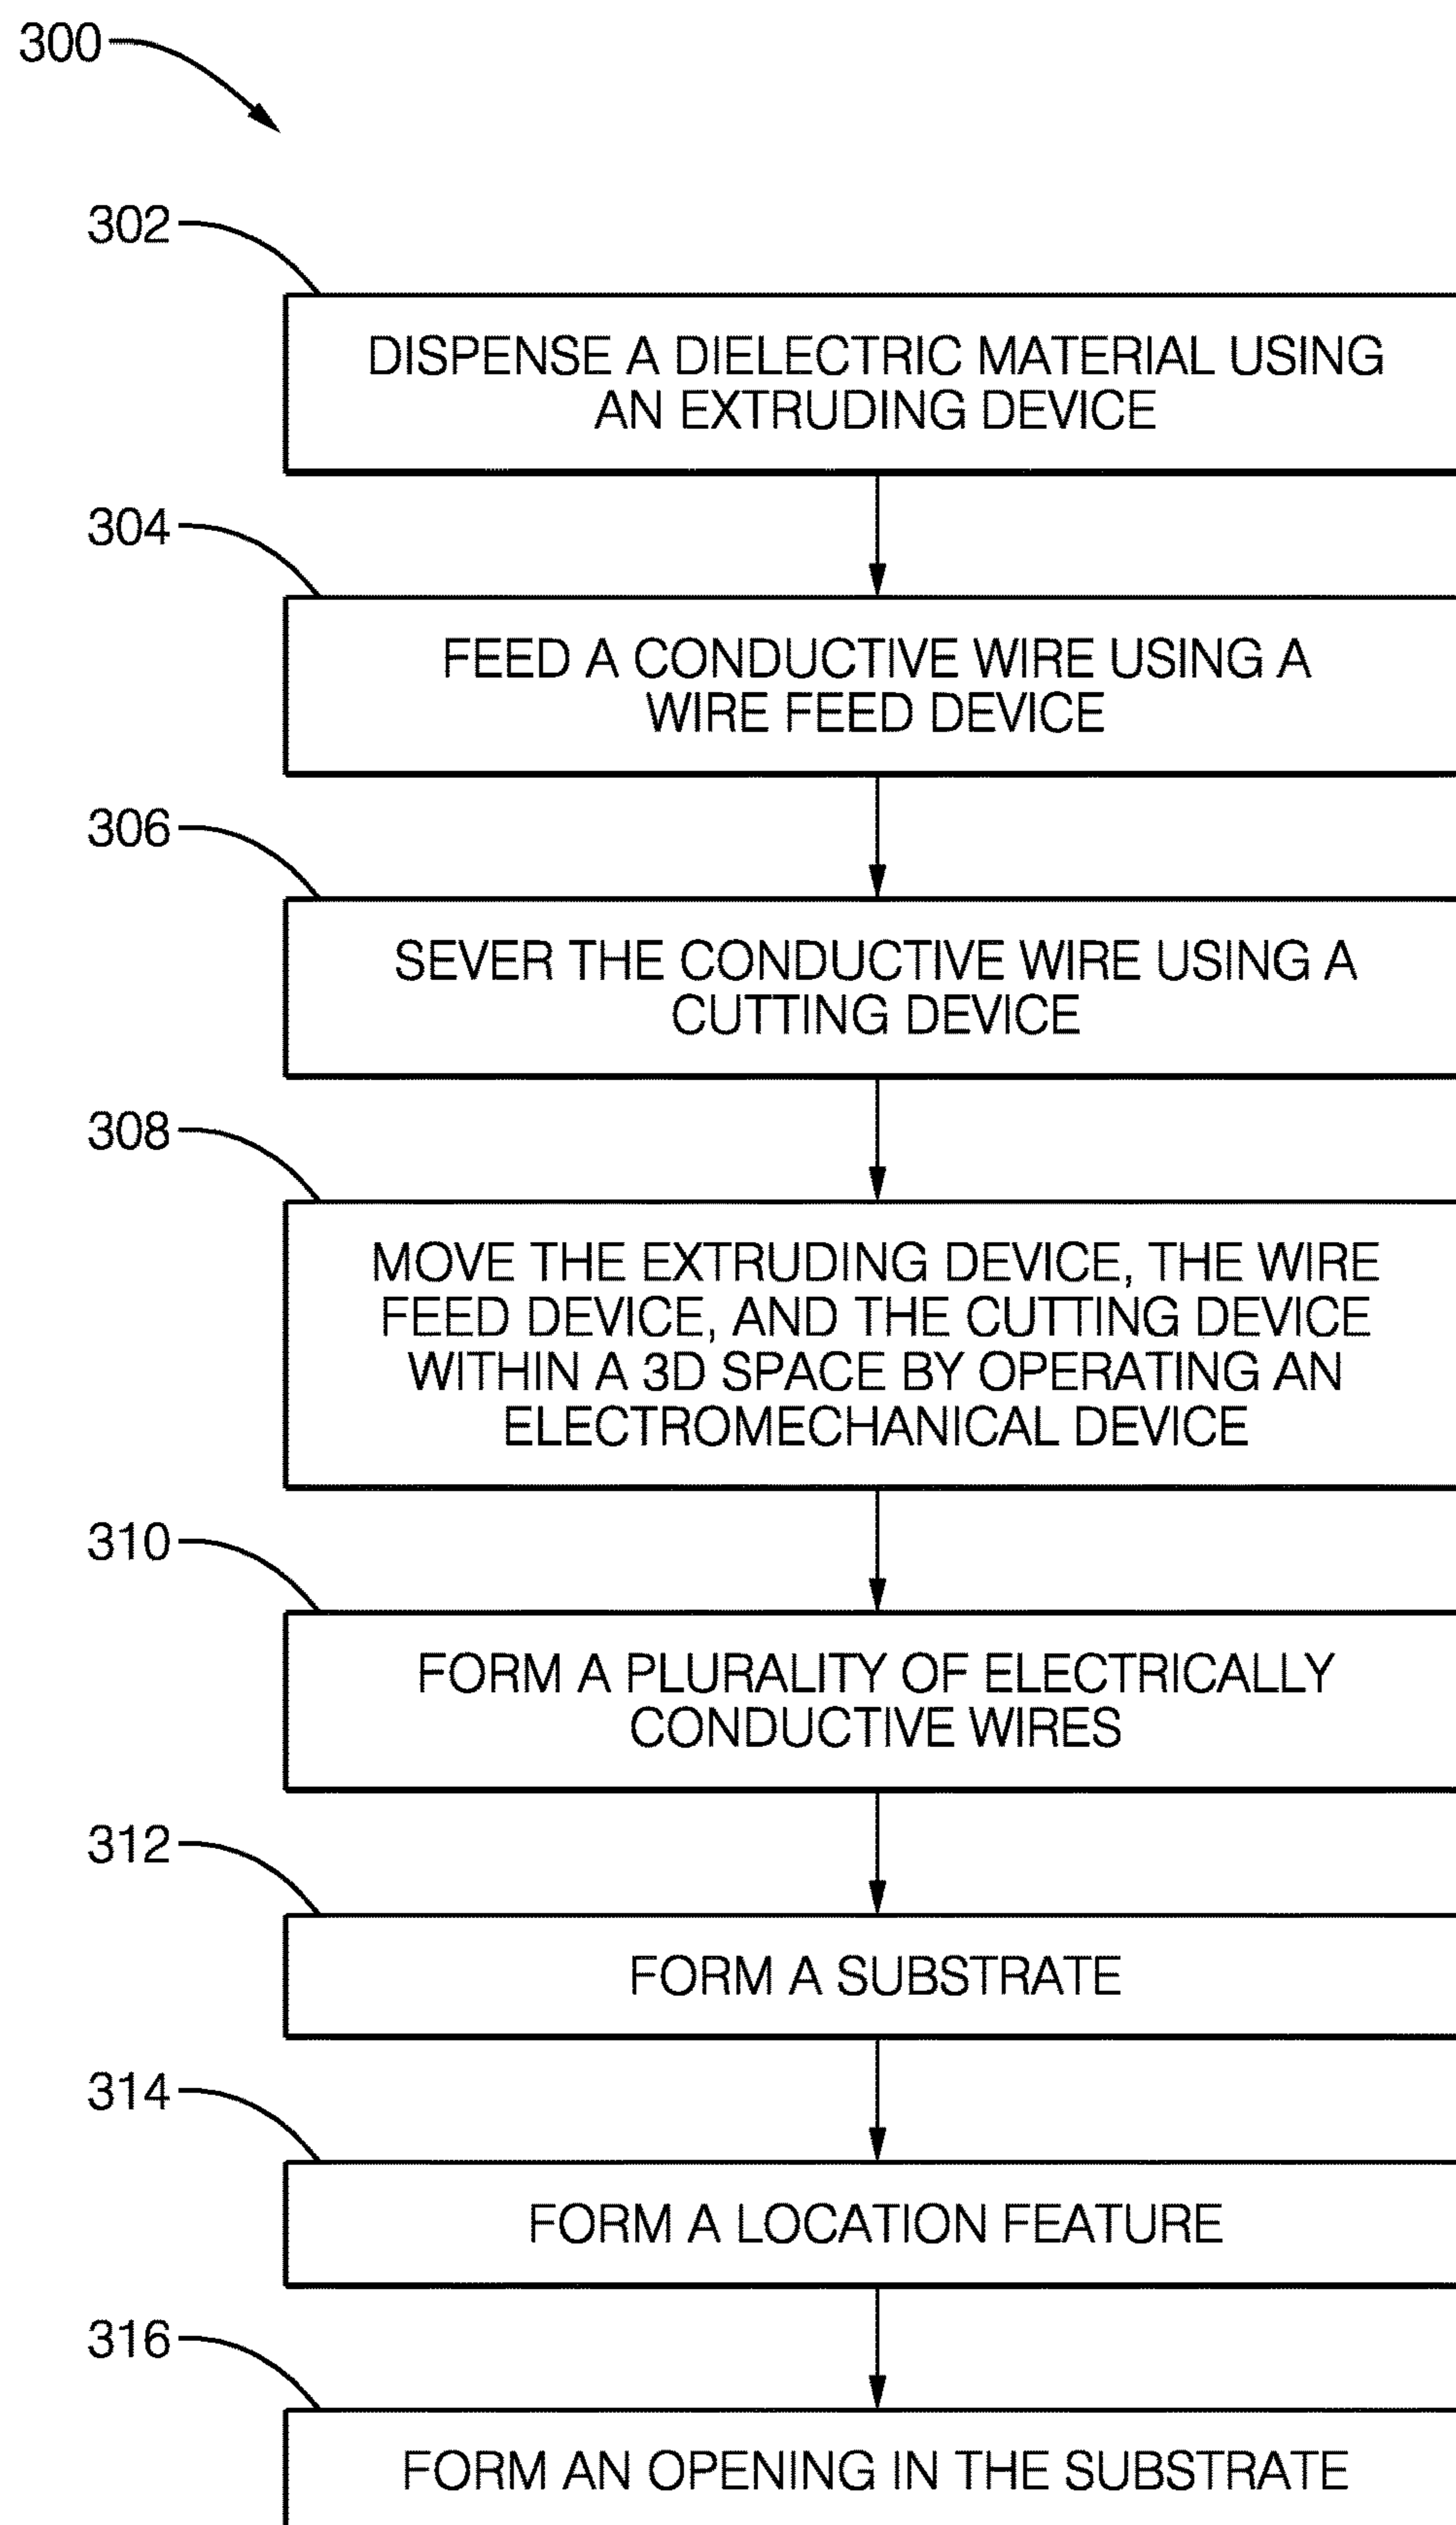 300
302
DISPENSE A DIELECTRIC MATERIAL USING
AN EXTRUDING DEVICE
304
FEED A CONDUCTIVE WIRE USING A
WIRE FEED DEVICE
306
SEVER THE CONDUCTIVE WIRE USING A
CUTTING DEVICE
308
MOVE THE EXTRUDING DEVICE, THE WIRE
FEED DEVICE, AND THE CUTTING DEVICE
WITHIN A 3D SPACE BY OPERATING AN
ELECTROMECHANICAL DEVICE
310
FORM A PLURALITY OF ELECTRICALLY
CONDUCTIVE WIRES
312
FORM A SUBSTRATE
314
FORM A LOCATION FEATURE
316
FORM AN OPENING IN THE SUBSTRATE